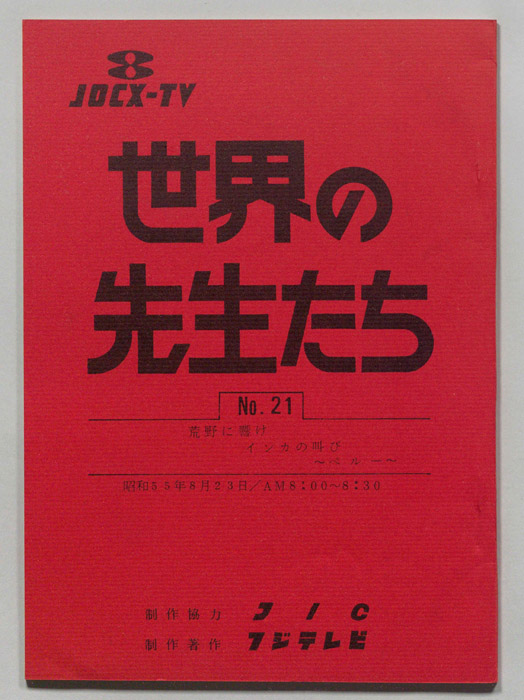 8
JOCX-TV
世界の
先生たち
No.21
荒野に響け
インカの叫び
〜ペルー〜
昭和55年8月23日/AM8:00〜8:30
制作協力 JIC
制作著作 フジテレビ